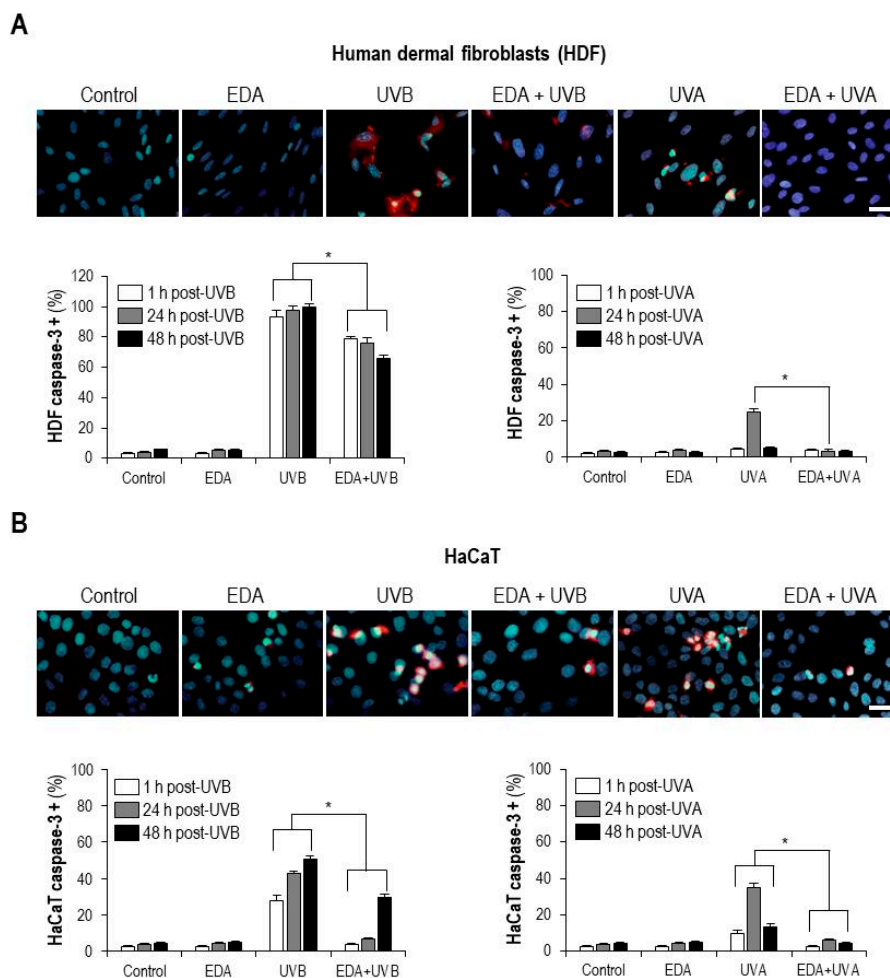 A
Human dermal fibroblasts (HDF)
Control EDA UVB EDA + UVB UVA EDA + UVA
HDF caspase-3 + (%)
120
100
80
60
40
20
0
1 h post-UVB
24 h post-UVB
48 h post-UVB
*
Control EDA UVB EDA+UVB
HDF caspase-3 + (%)
100
80
60
40
20
0
1 h post-UVA
24 h post-UVA
48 h post-UVA
*
Control EDA UVA EDA+UVA
B
HaCaT
Control EDA UVB EDA + UVB UVA EDA + UVA
HaCaT caspase-3 + (%)
100
80
60
40
20
0
1 h post-UVB
24 h post-UVB
48 h post-UVB
*
Control EDA UVB EDA+UVB
HaCaT caspase-3 + (%)
100
80
60
40
20
0
1 h post-UVA
24 h post-UVA
48 h post-UVA
*
Control EDA UVA EDA+UVA